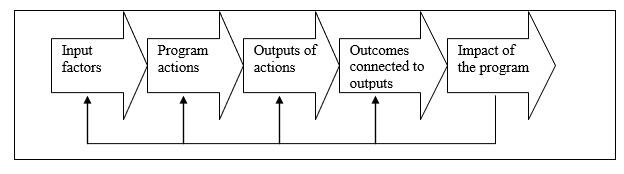 Input
factors
Program
actions
Outputs of
actions
Outcomes
connected to
outputs
Impact of
the program